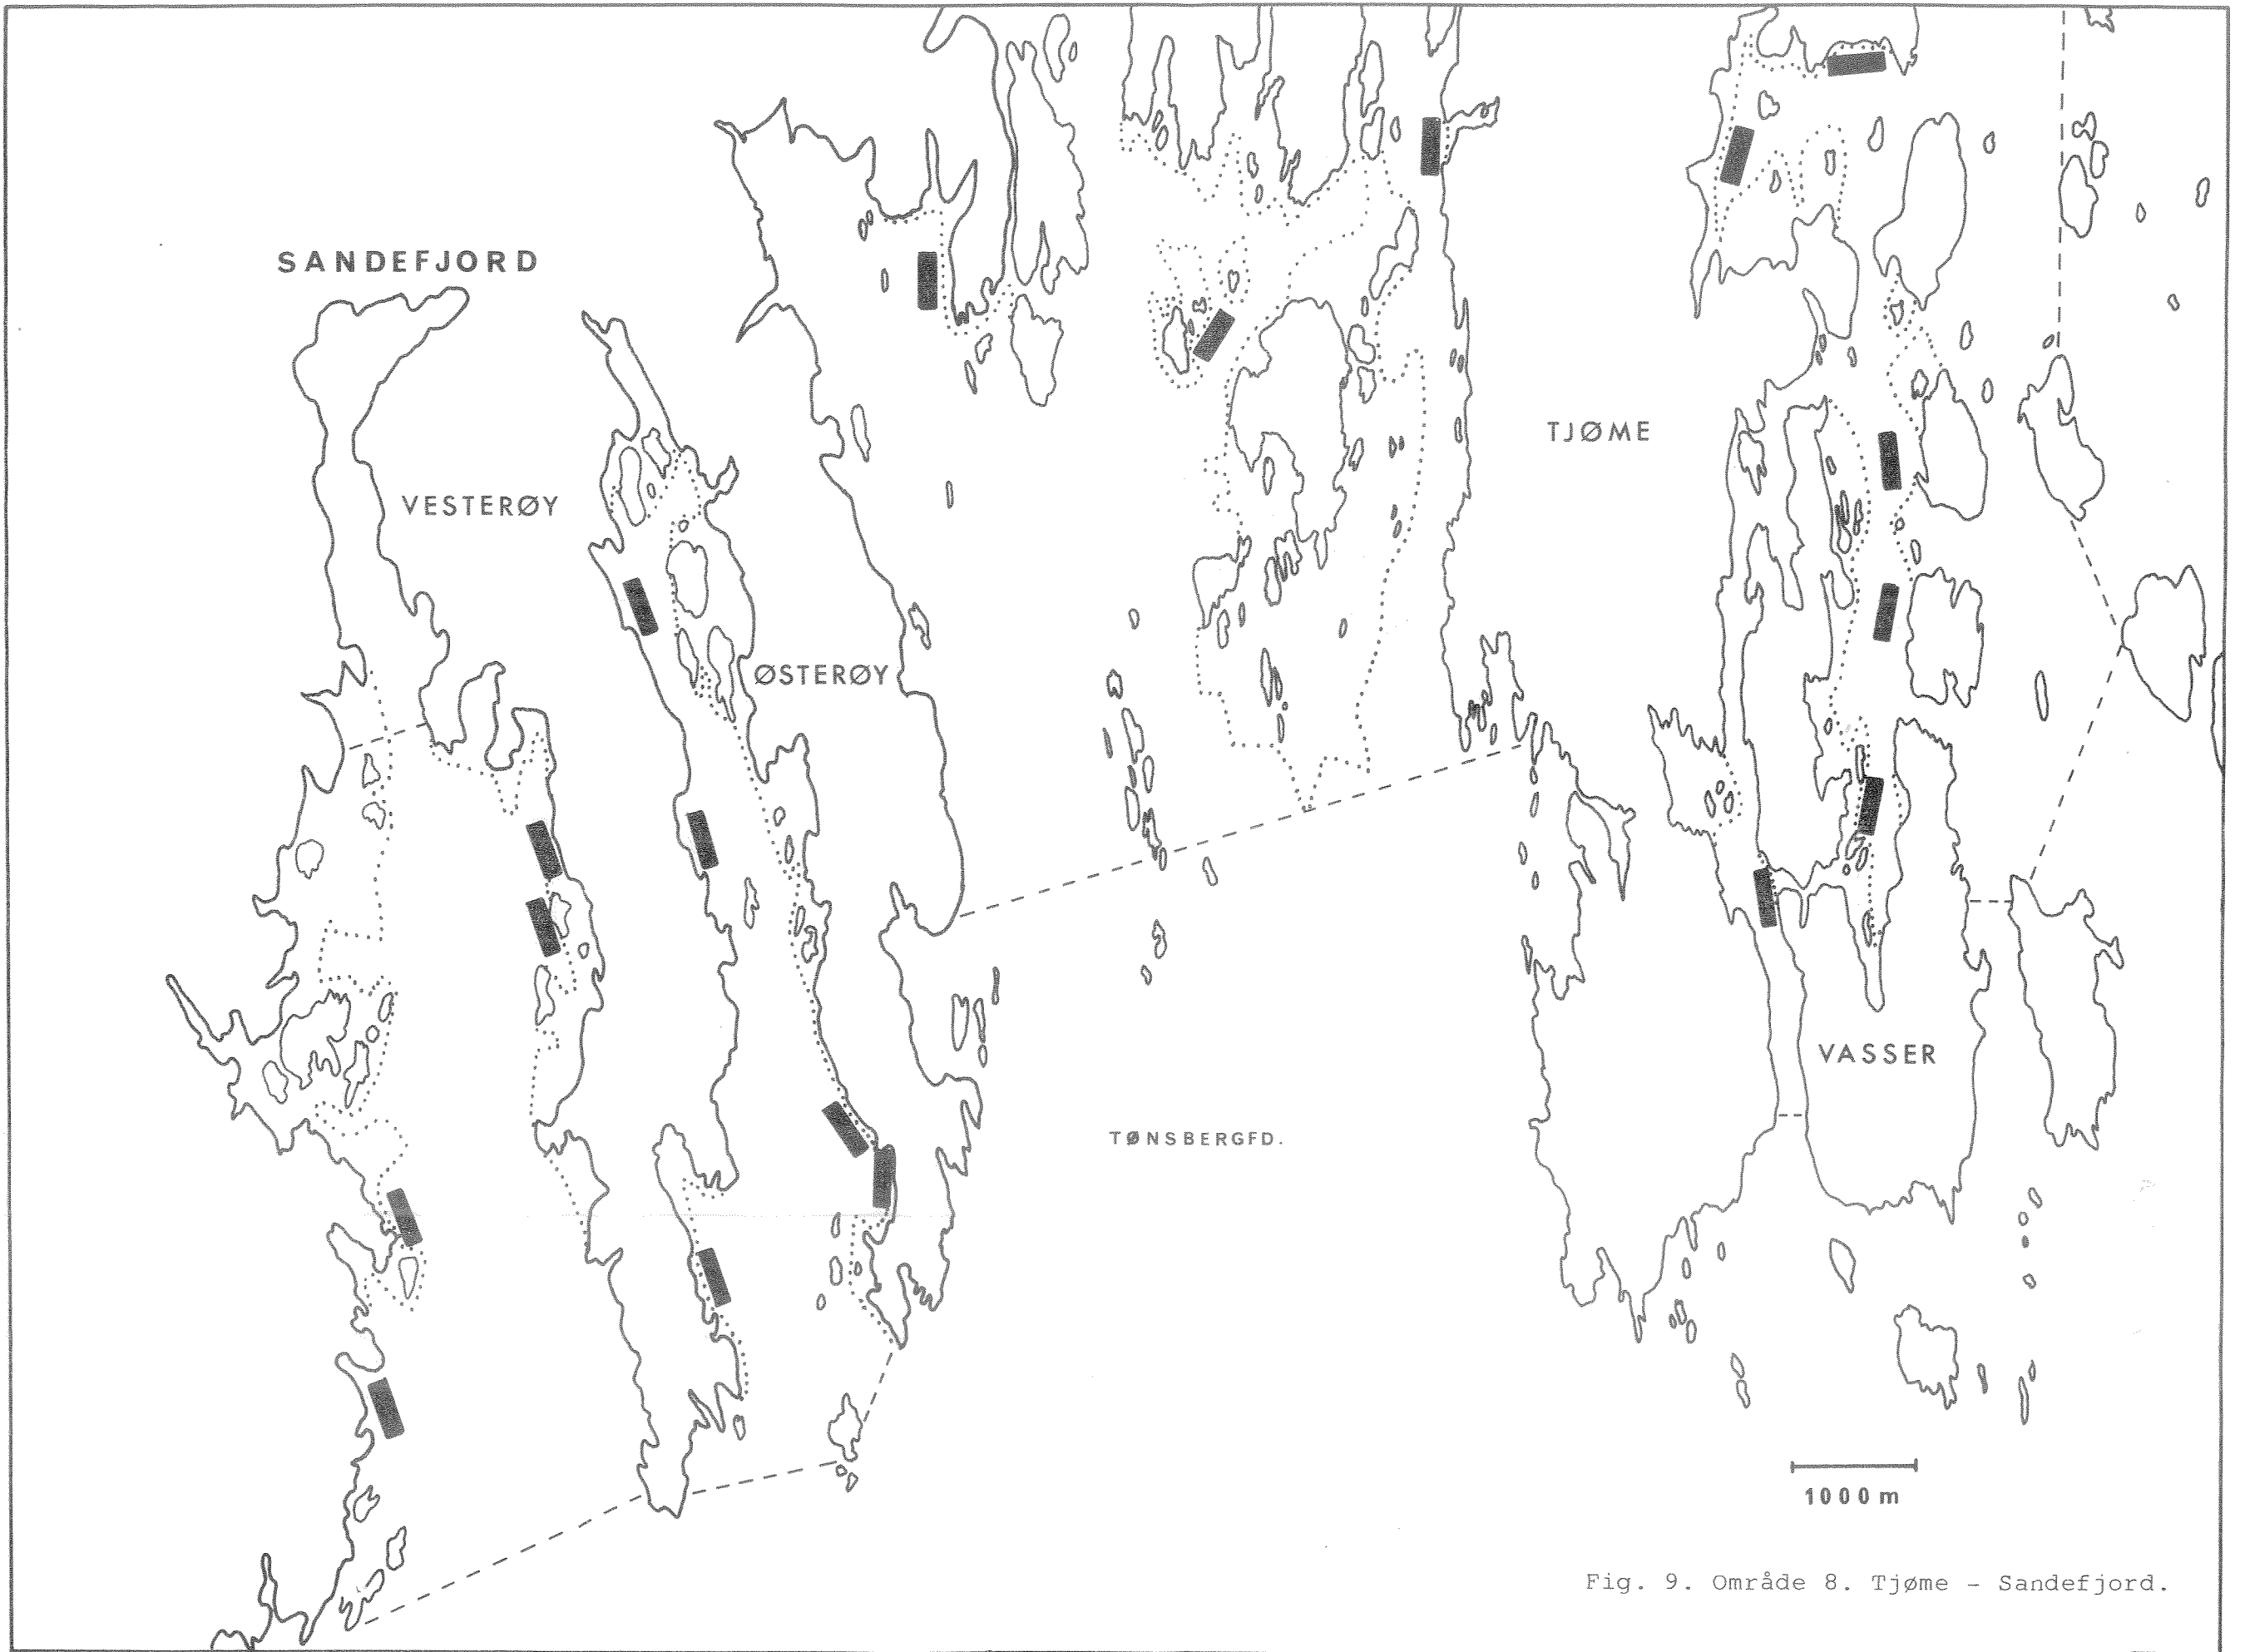 SANDEFJORD
TJØME
VESTERØY
ØSTERØY
VASSER
TØNSBERGFD.
1000 m
Fig. 9. Område 8. Tjøme - Sandefjord.